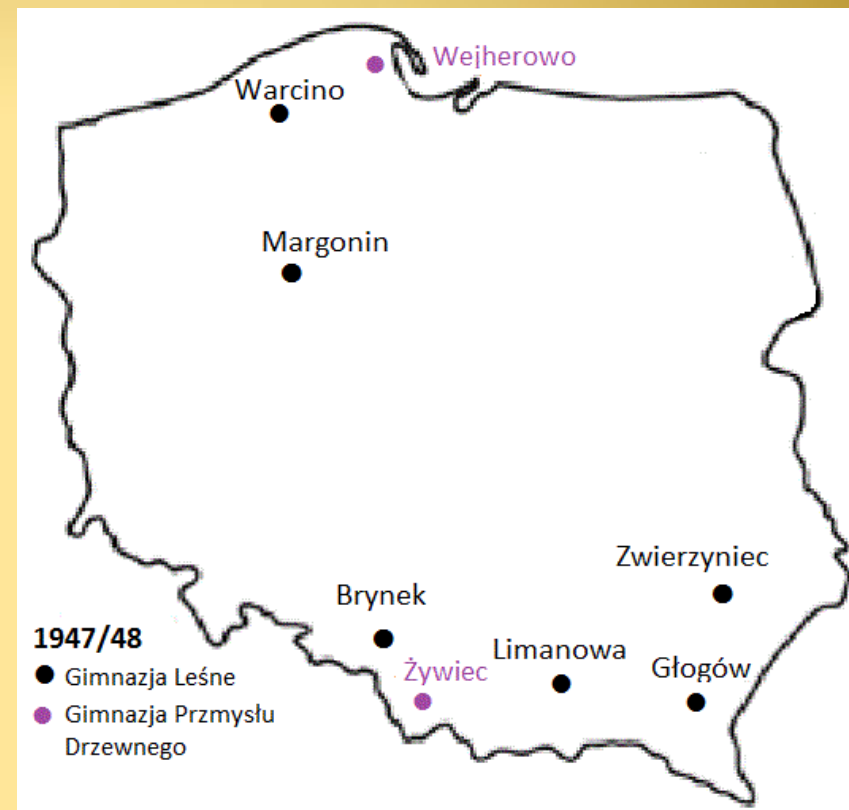 Wejherowo
Warcino
Margonin
Zwierzyniec
Brynek
Limanowa
Głogów
Żywiec
1947/48
Gimnazja Leśne
Gimnazja Przmysłu
Drzewnego